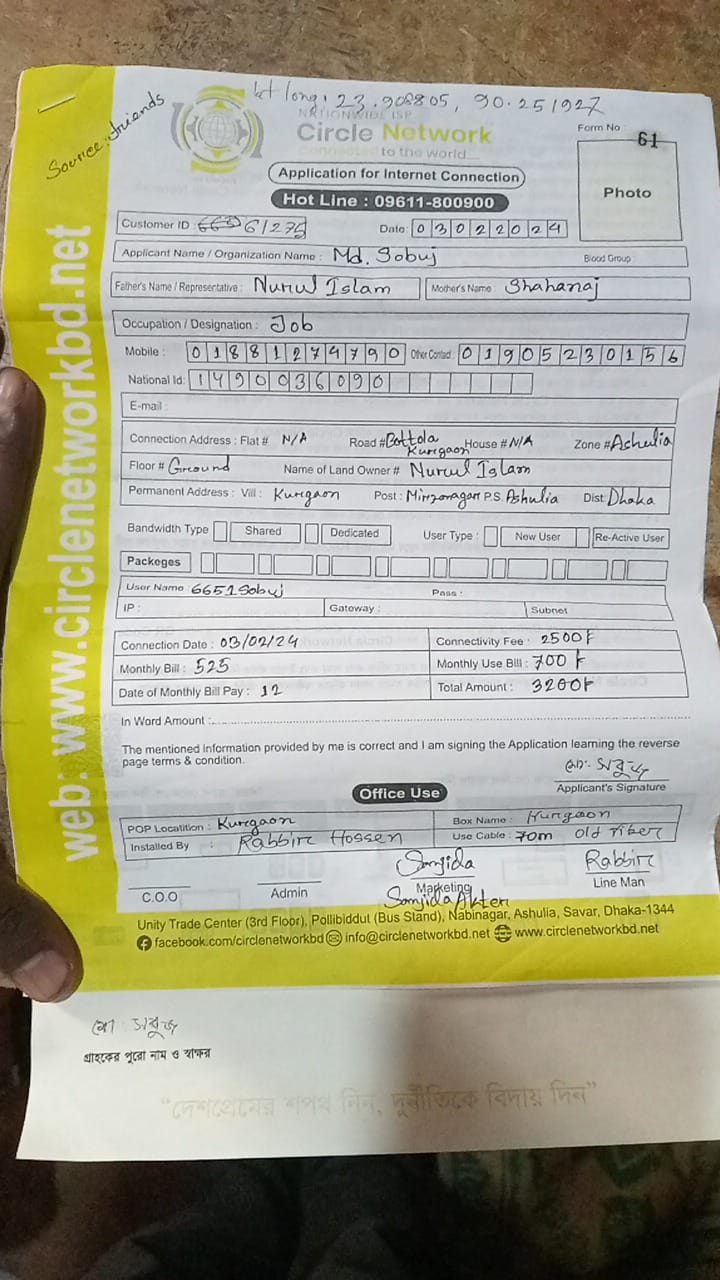 lat long: 23.908805, 90.251927
Source: friends
NATIONWIDE ISP
Circle Network
connected to the world...
Form No 61
Application for Internet Connection
Hot Line : 09611-800900
Photo
Customer ID : 61275
Date: 03022024
Applicant Name / Organization Name : Md. Sobuj Blood Group :
Father's Name / Representative : Nurul Islam Mother's Name : Shahanaj
Occupation / Designation : Job
Mobile : 01881274790 Other Contact : 01905230156
National Id: 1490036090
E-mail :
Connection Address : Flat # N/A Road # Bottola Kurgaon House # N/A Zone # Ashulia
Floor # Ground Name of Land Owner # Nurul Islam
Permanent Address : Vill : Kurgaon Post : Mirzanagar P.S. Ashulia Dist: Dhaka
Bandwidth Type Shared Dedicated User Type : New User Re-Active User
Packeges
User Name 6651Sobuj Pass :
IP : Gateway : Subnet
Connection Date : 03/02/24 Connectivity Fee : 2500৳
Monthly Bill : 525 Monthly Use Bill : 700৳
Date of Monthly Bill Pay : 12 Total Amount : 3200৳
In Word Amount :
The mentioned information provided by me is correct and I am signing the Application learning the reverse
page terms & condition.
মো: সবুজ
Applicant's Signature
Office Use
POP Locatition : Kurgaon Box Name : Kurgaon
Installed By : Rabbir Hossen Use Cable : 70m old fiber
Sanjida Rabbir
C.O.O Admin Marketing Line Man
Sanjida Akter
Unity Trade Center (3rd Floor), Pollibiddut (Bus Stand), Nabinagar, Ashulia, Savar, Dhaka-1344
facebook.com/circlenetworkbd info@circlenetworkbd.net www.circlenetworkbd.net
web: www.circlenetworkbd.net
মো সবুজ
গ্রাহকের পুরো নাম ও স্বাক্ষর
“দেশপ্রেমের শপথ নিন, দুর্নীতিকে বিদায় দিন”